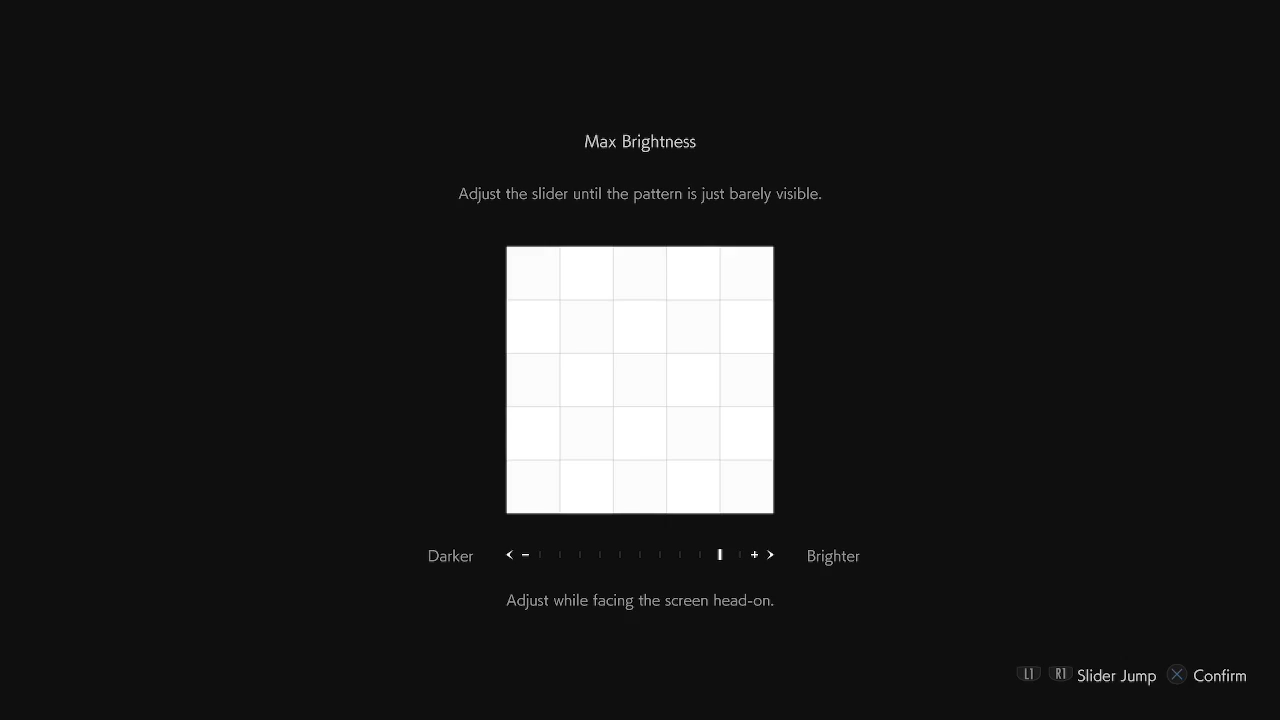 Max Brightness
Adjust the slider until the pattern is just barely visible.
Darker - + Brighter
Adjust while facing the screen head-on.
L1 R1 Slider Jump Confirm